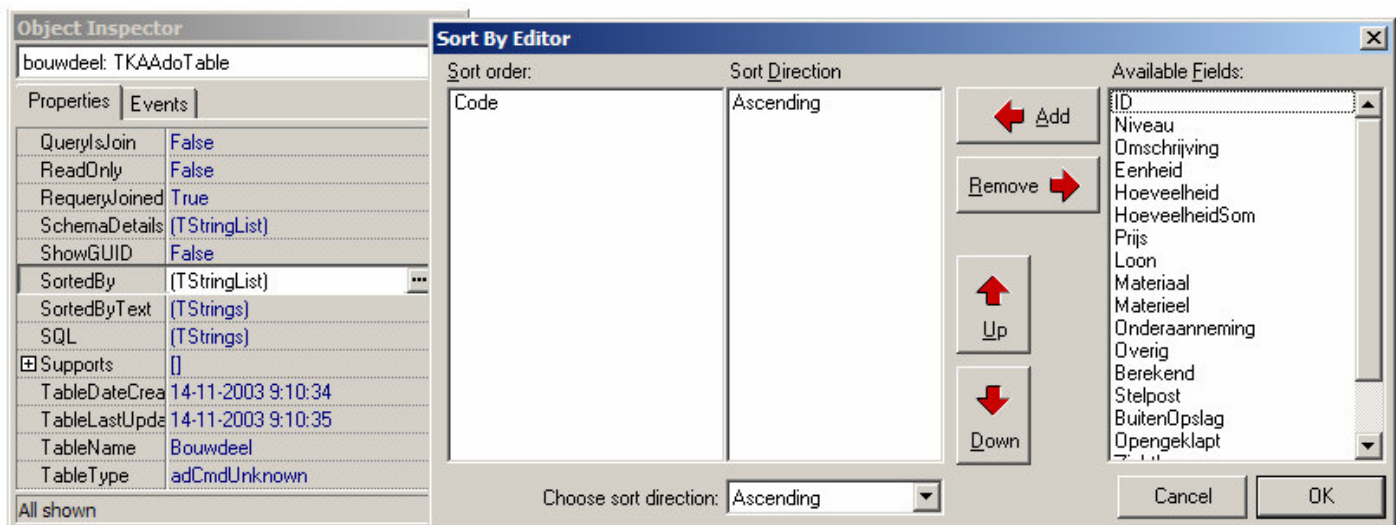 Object Inspector
bouwdeel: TKAAdoTable
Properties Events
QueryIsJoin False
ReadOnly False
RequeryJoined True
SchemaDetails (TStringList)
ShowGUID False
SortedBy (TStringList) ...
SortedByText (TStrings)
SQL (TStrings)
Supports []
TableDateCrea 14-11-2003 9:10:34
TableLastUpda 14-11-2003 9:10:35
TableName Bouwdeel
TableType adCmdUnknown
All shown
Sort By Editor
Sort order: Sort Direction Available Fields:
Code Ascending
Add
Remove
Up
Down
ID
Niveau
Omschrijving
Eenheid
Hoeveelheid
HoeveelheidSom
Prijs
Loon
Materiaal
Materieel
Onderaanneming
Overig
Berekend
Stelpost
BuitenOpslag
Opengeklapt
Choose sort direction: Ascending
Cancel OK